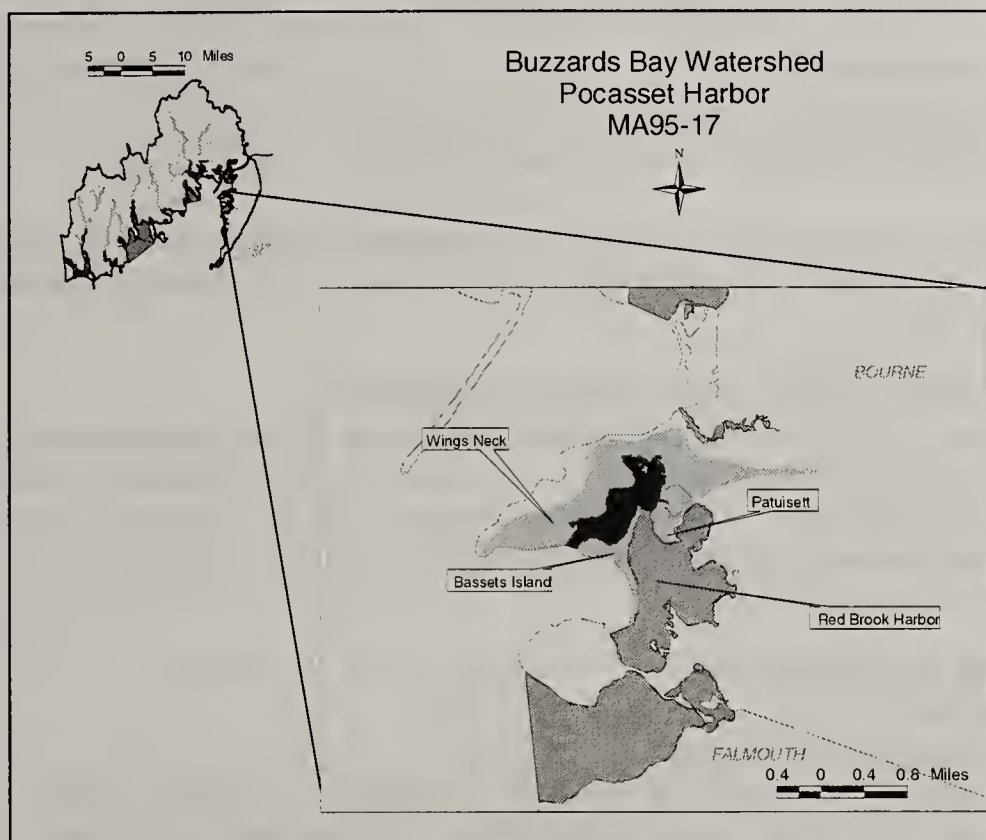 5 0 5 10 Miles
Buzzards Bay Watershed
Pocasset Harbor
MA95-17
N
BOURNE
Wings Neck
Patuisett
Bassets Island
Red Brook Harbor
FALMOUTH
0.4 0 0.4 0.8 Miles